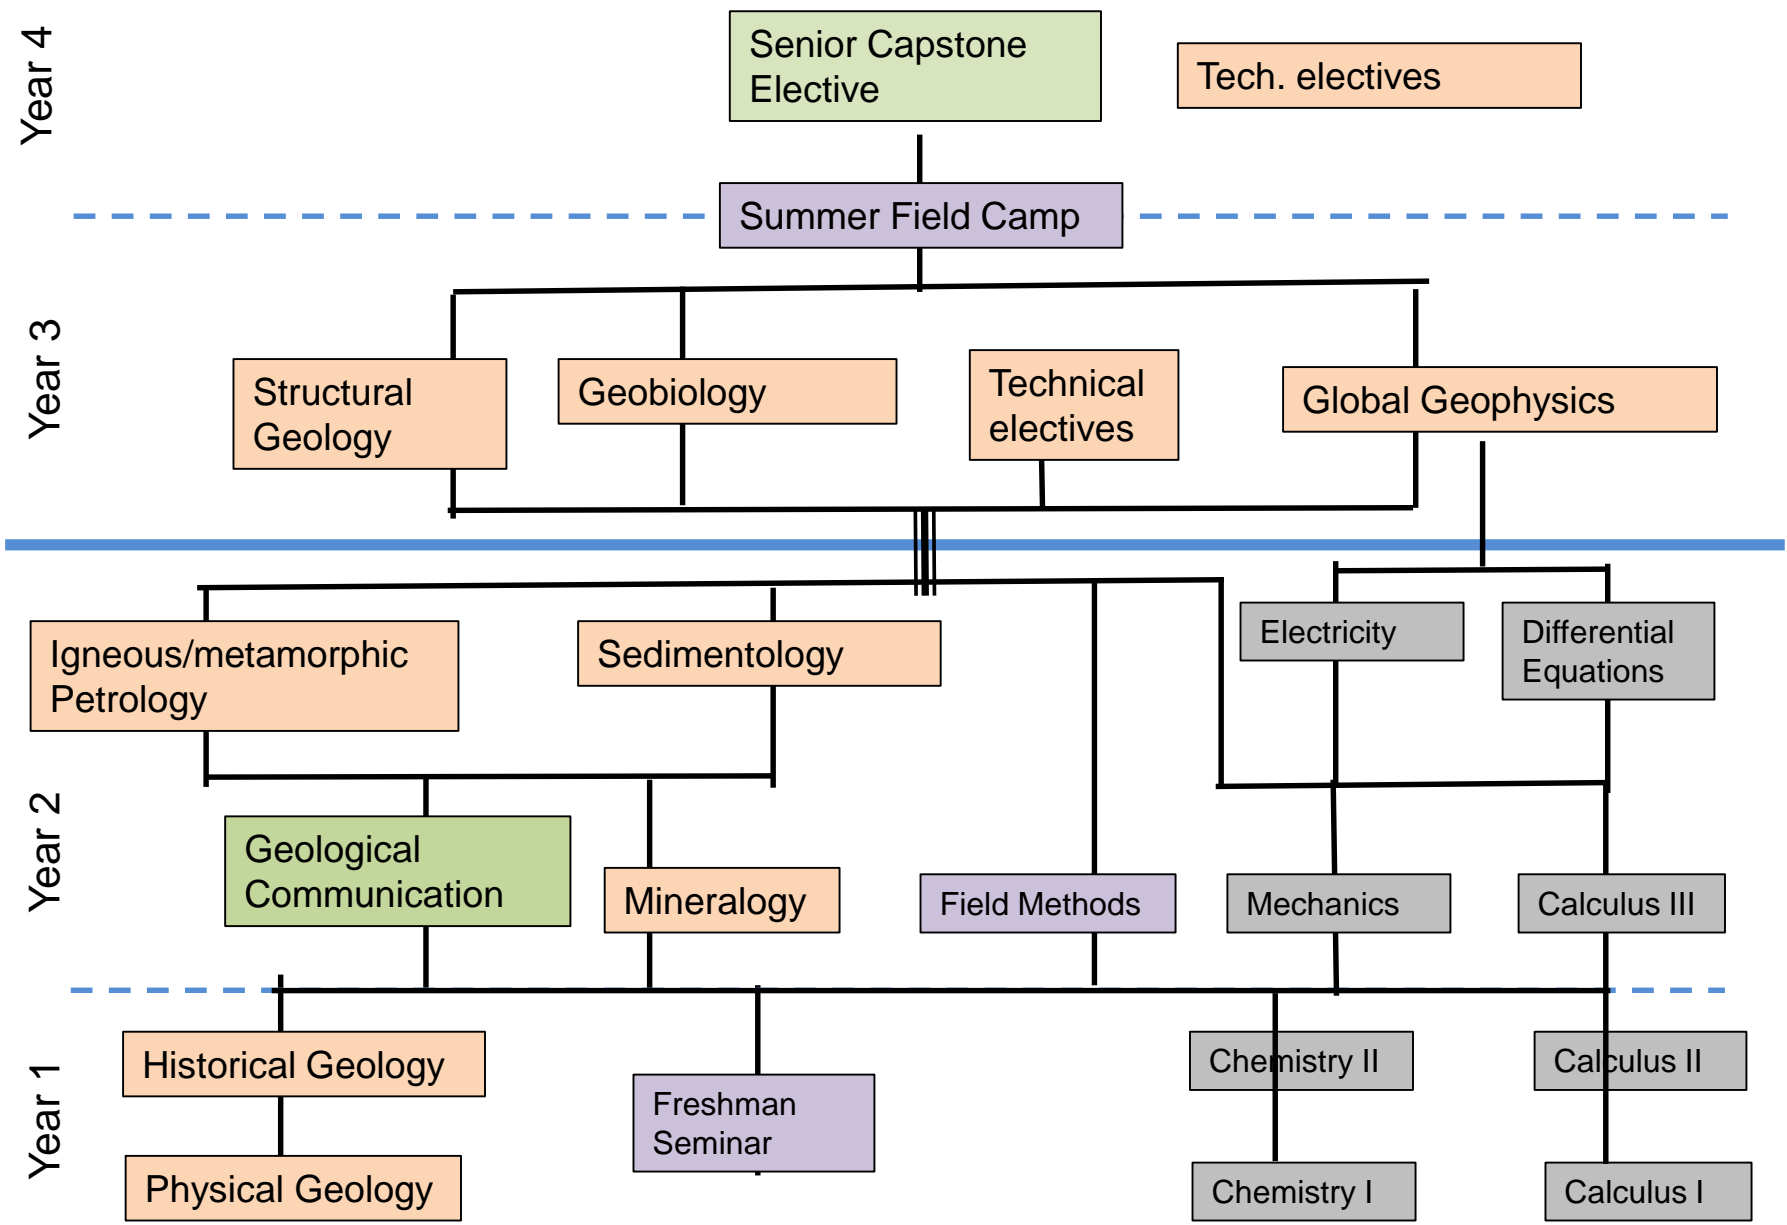 Year 4
Senior Capstone
Elective
Tech. electives
Summer Field Camp
Year 3
Structural
Geology
Geobiology
Technical
electives
Global Geophysics
Year 2
Igneous/metamorphic
Petrology
Sedimentology
Electricity
Differential
Equations
Geological
Communication
Mineralogy
Field Methods
Mechanics
Calculus III
Year 1
Historical Geology
Freshman
Seminar
Chemistry II
Calculus II
Physical Geology
Chemistry I
Calculus I